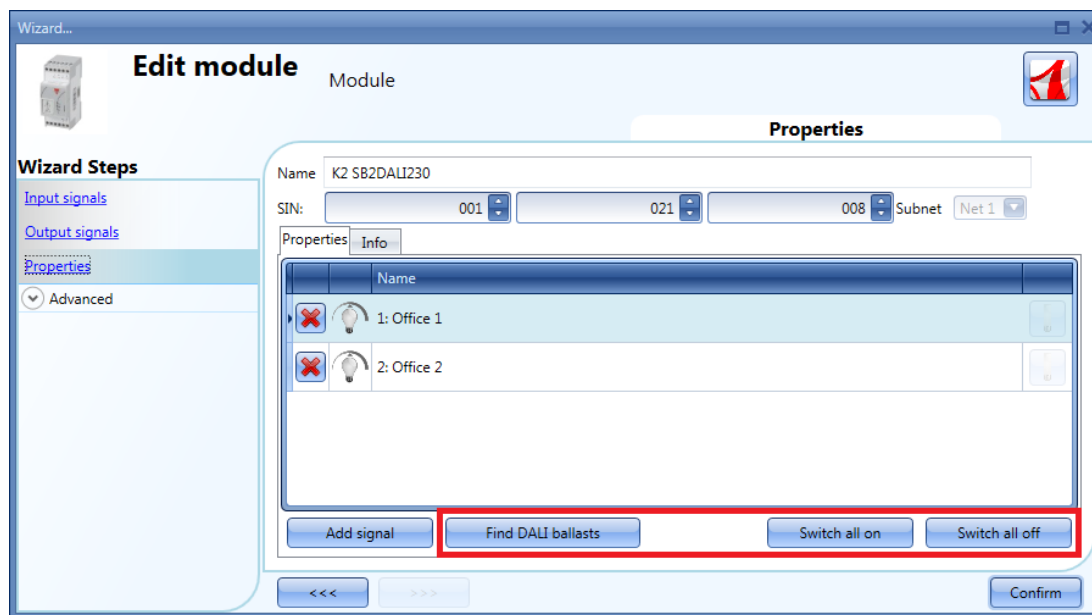 Wizard...
Edit module
Module
Properties
Wizard Steps
Input signals
Output signals
Properties
Advanced
Name K2 SB2DALI230
SIN: 001 021 008 Subnet Net 1
Properties Info
Name
1: Office 1
2: Office 2
Add signal Find DALI ballasts Switch all on Switch all off
<<< >>> Confirm